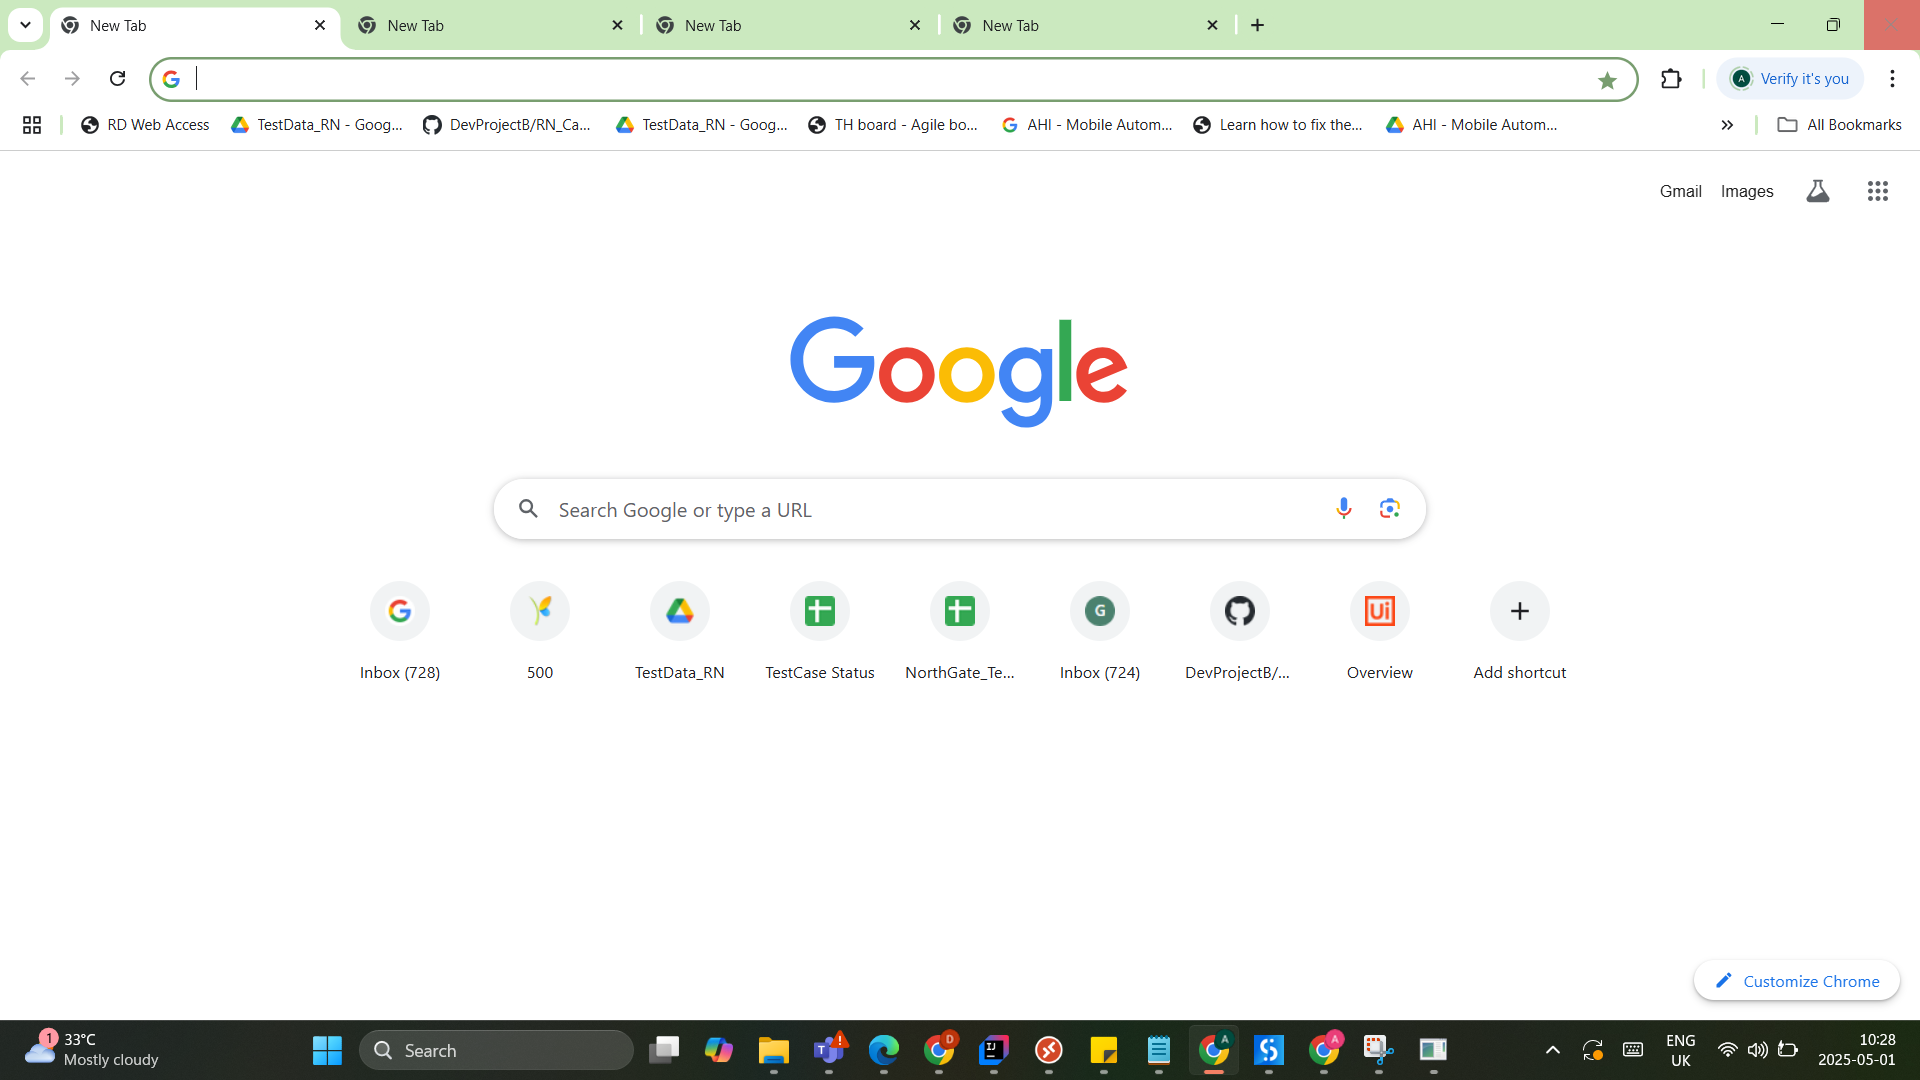 New Tab
New Tab
New Tab
New Tab
A Verify it's you
RD Web Access
TestData_RN - Goog...
DevProjectB/RN_Ca...
TestData_RN - Goog...
TH board - Agile bo...
AHI - Mobile Autom...
Learn how to fix the...
AHI - Mobile Autom...
All Bookmarks
Gmail Images
Google
Search Google or type a URL
G
Ui
Inbox (728)
500
TestData_RN
TestCase Status
NorthGate_Te...
Inbox (724)
DevProjectB/...
Overview
Add shortcut
Customize Chrome
1
33°C
Mostly cloudy
Search
T
D
IJ
A
A
ENG
UK
10:28
2025-05-01